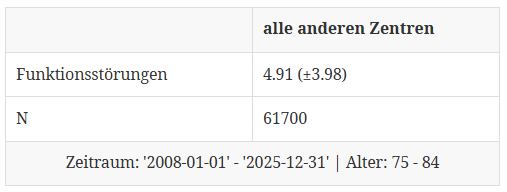 alle anderen Zentren
Funktionsstörungen 4.91 (±3.98)
N 61700
Zeitraum: '2008-01-01' - '2025-12-31' | Alter: 75 - 84